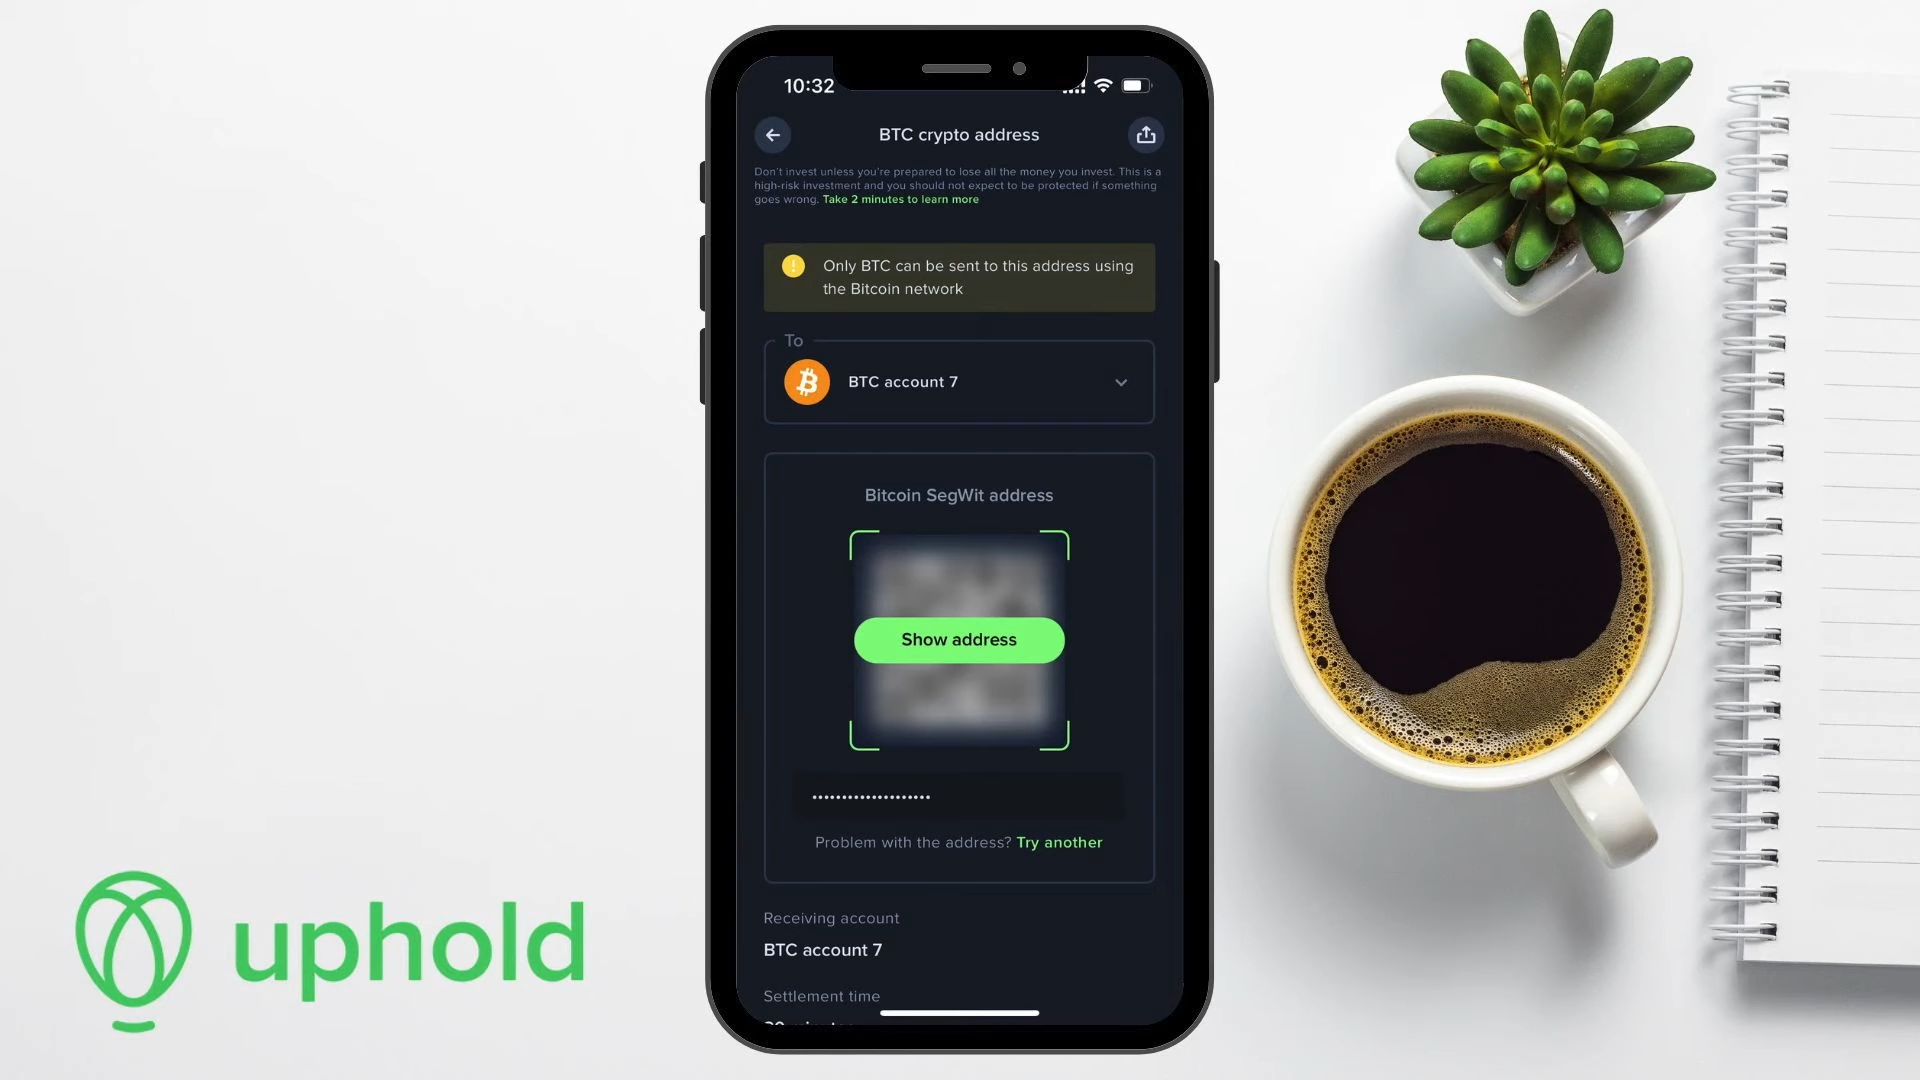 10:32
BTC crypto address
Don't invest unless you're prepared to lose all the money you invest. This is a
high-risk investment and you should not expect to be protected if something
goes wrong. Take 2 minutes to learn more
Only BTC can be sent to this address using
the Bitcoin network
To
BTC account 7
Bitcoin SegWit address
Show address
••••••••••••••••••••
Problem with the address? Try another
Receiving account
BTC account 7
Settlement time
uphold